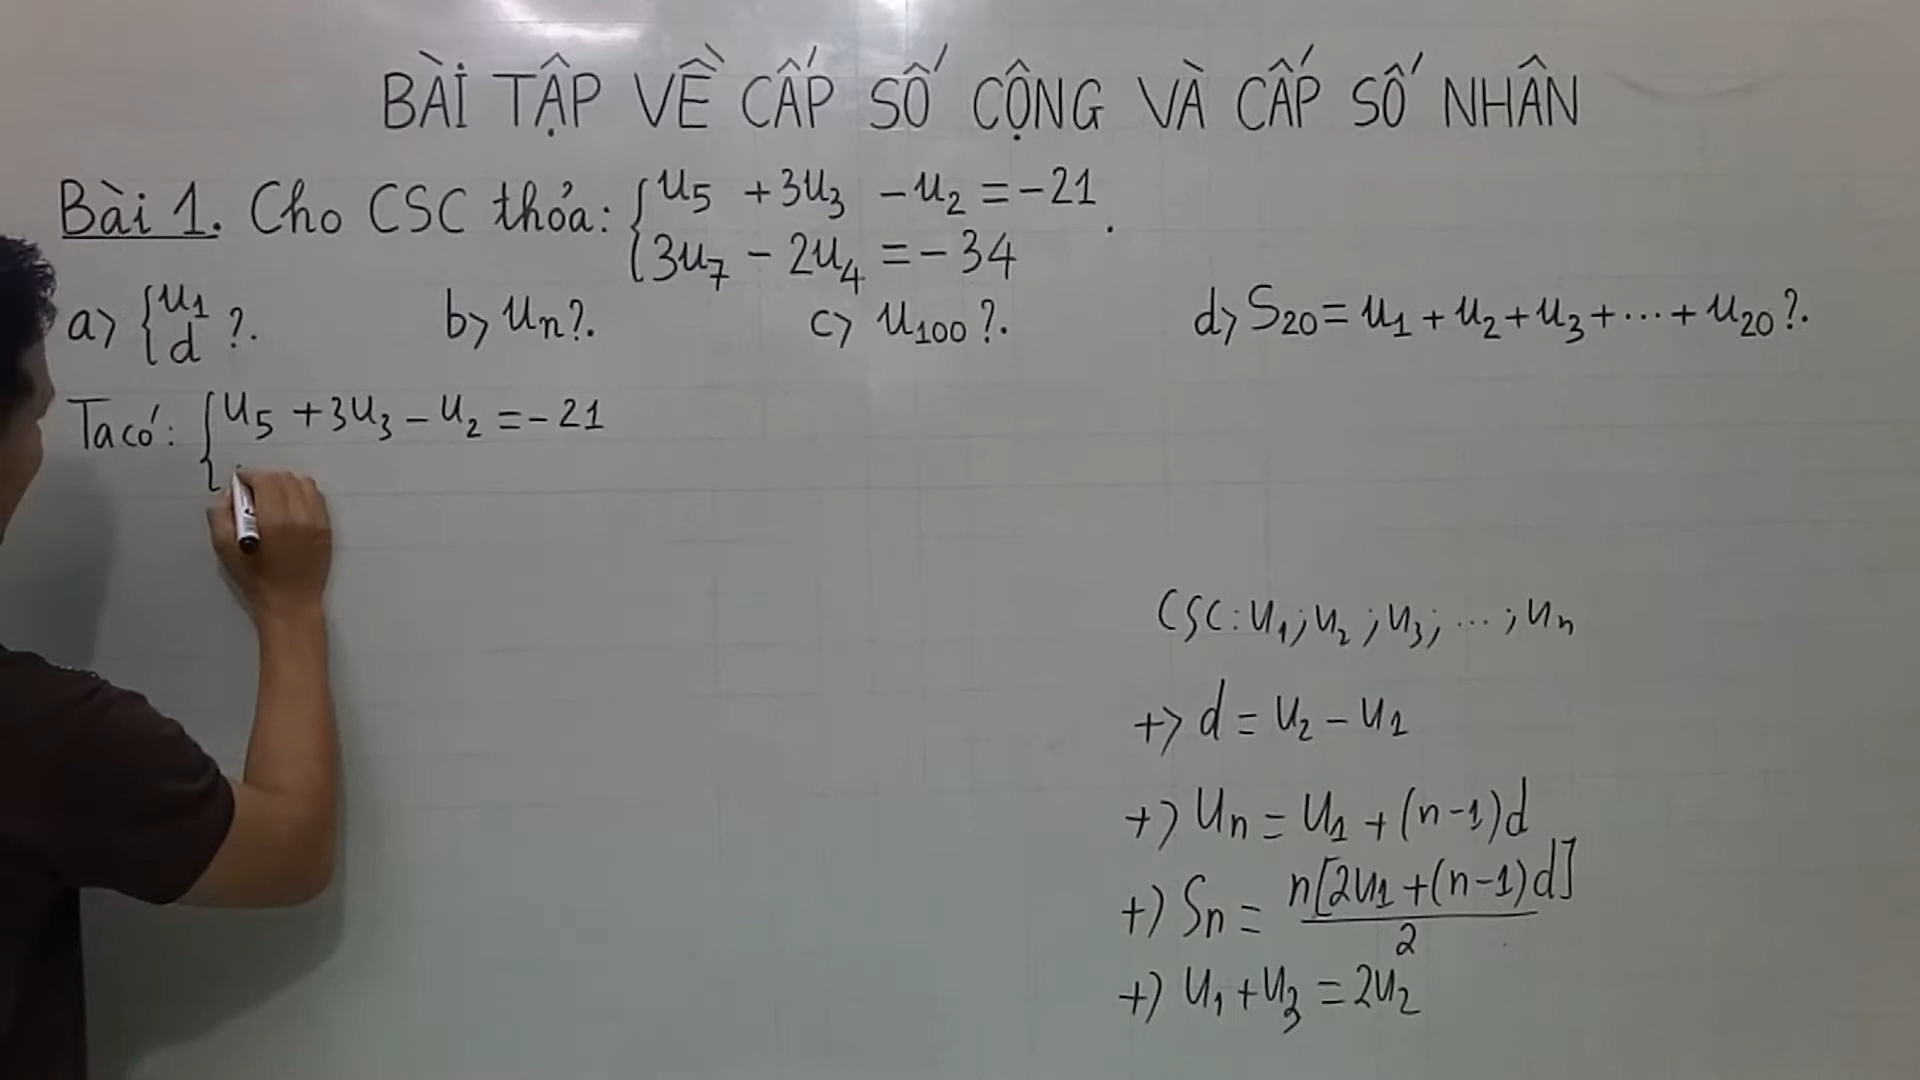 BÀI TẬP VỀ CẤP SỐ CỘNG VÀ CẤP SỐ NHÂN
Bài 1. Cho CSC thỏa: { u₅ + 3u₃ - u₂ = -21
3u₇ - 2u₄ = -34 .
a> { u₁ d ?. b> uₙ ?. c> u₁₀₀ ?. d> S₂₀ = u₁ + u₂ + u₃ + ... + u₂₀ ?.
Ta có: { u₅ + 3u₃ - u₂ = -21
CSC: u₁; u₂; u₃; ...; uₙ
+> d = u₂ - u₁
+) uₙ = u₁ + (n-1)d
+) Sₙ = n[2u₁ + (n-1)d] / 2
+) u₁ + u₃ = 2u₂